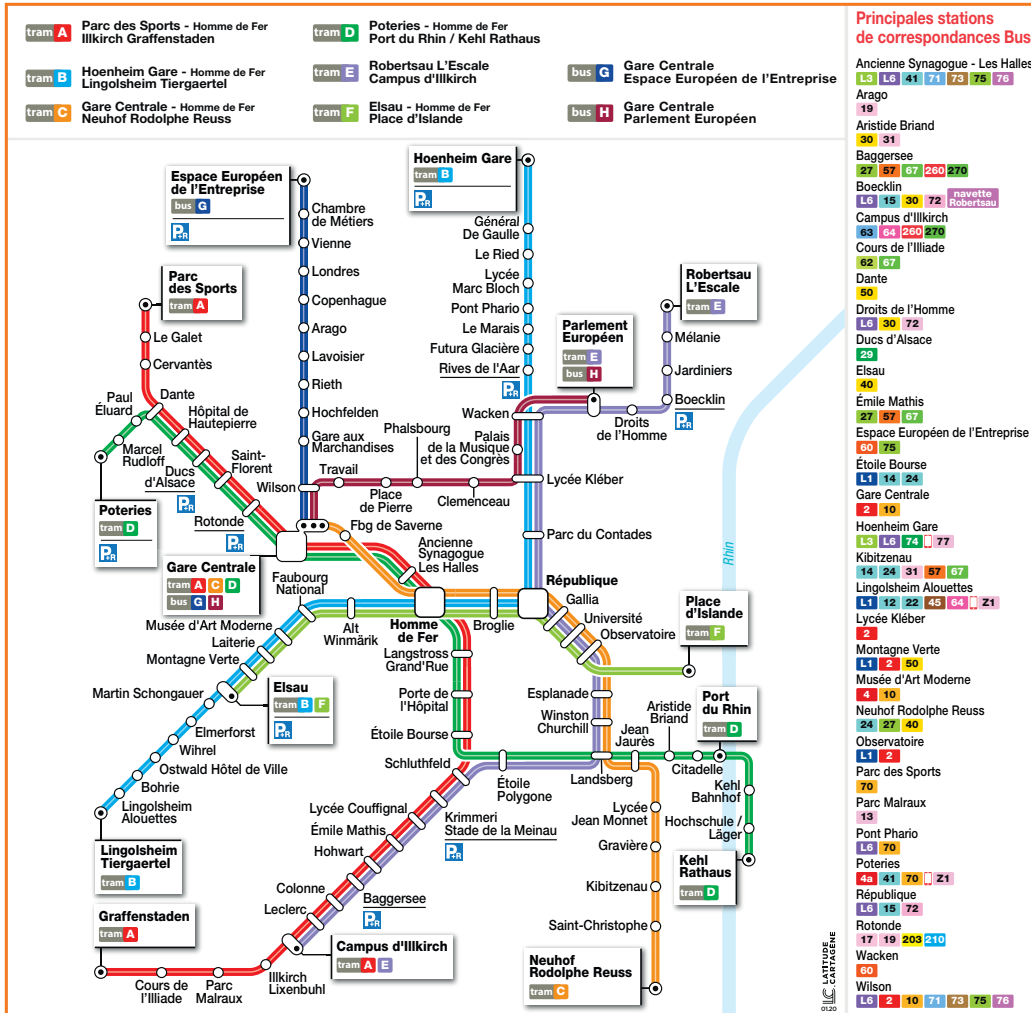 tram A Parc des Sports - Homme de Fer
Illkirch Graffenstaden
tram B Hoenheim Gare - Homme de Fer
Lingolsheim Tiergaertel
tram C Gare Centrale - Homme de Fer
Neuhof Rodolphe Reuss
tram D Poteries - Homme de Fer
Port du Rhin / Kehl Rathaus
tram E Robertsau L'Escale
Campus d'Illkirch
tram F Elsau - Homme de Fer
Place d'Islande
bus G Gare Centrale
Espace Européen de l'Entreprise
bus H Gare Centrale
Parlement Européen
Espace Européen
de l'Entreprise
bus G
P+R
Chambre
de Métiers
Vienne
Londres
Copenhague
Arago
Lavoisier
Rieth
Hochfelden
Gare aux
Marchandises
Wilson
Hoenheim Gare
tram B
P+R
Général
De Gaulle
Le Ried
Lycée
Marc Bloch
Pont Phario
Le Marais
Futura Glacière
Rives de l'Aar
P+R
Wacken
Palais
de la Musique
et des Congrès
Lycée Kléber
Parc du Contades
République
Parlement
Européen
tram E
bus H
Robertsau
L'Escale
tram E
Mélanie
Jardiniers
Boecklin
P+R
Droits
de l'Homme
Parc
des Sports
tram A
Le Galet
Cervantès
Dante
Paul
Éluard
Marcel
Rudloff
Poteries
tram D
P+R
Hôpital de
Hautepierre
Ducs
d'Alsace
P+R
Saint-
Florent
Rotonde
P+R
Travail
Place
de Pierre
Phalsbourg
Clemenceau
Fbg de Saverne
Gare Centrale
tram A C D
bus G H
Ancienne
Synagogue
Les Halles
Faubourg
National
Musée d'Art Moderne
Laiterie
Montagne Verte
Martin Schongauer
Elsau
tram B F
P+R
Elmerforst
Wihrel
Ostwald Hôtel de Ville
Bohrie
Lingolsheim
Alouettes
Lingolsheim
Tiergaertel
tram B
Alt
Winmärik
Homme
de Fer
Broglie
Gallia
Université
Observatoire
Place
d'Islande
tram F
Langstross
Grand'Rue
Porte de
l'Hôpital
Étoile Bourse
Schluthfeld
Esplanade
Winston
Churchill
Landsberg
Étoile
Polygone
Jean
Jaurès
Aristide
Briand
Citadelle
Port
du Rhin
tram D
Kehl
Bahnhof
Hochschule /
Läger
Kehl
Rathaus
tram D
Krimmeri
Stade de la Meinau
P+R
Lycée Couffignal
Émile Mathis
Hohwart
Baggersee
P+R
Colonne
Leclerc
Campus d'Illkirch
tram A E
Illkirch
Lixenbuhl
Parc
Malraux
Cours de
l'Illiade
Graffenstaden
tram A
Lycée
Jean Monnet
Gravière
Kibitzenau
Saint-Christophe
Neuhof
Rodolphe Reuss
tram C
Rhin
LATITUDE
CARTAGÈNE
0120
Principales stations
de correspondances Bus
Ancienne Synagogue - Les Halles
L3 L6 41 71 73 75 76
Arago
19
Aristide Briand
30 31
Baggersee
27 57 67 260 270
Boecklin
L6 15 30 72 navette
Robertsau
Campus d'Illkirch
63 64 260 270
Cours de l'Illiade
62 67
Dante
50
Droits de l'Homme
L6 30 72
Ducs d'Alsace
29
Elsau
40
Émile Mathis
27 57 67
Espace Européen de l'Entreprise
60 75
Étoile Bourse
L1 14 24
Gare Centrale
2 10
Hoenheim Gare
L3 L6 74 77
Kibitzenau
14 24 31 57 67
Lingolsheim Alouettes
L1 12 22 45 64 Z1
Lycée Kléber
2
Montagne Verte
L1 2 50
Musée d'Art Moderne
4 10
Neuhof Rodolphe Reuss
24 27 40
Observatoire
L1 2
Parc des Sports
70
Parc Malraux
13
Pont Phario
L6 70
Poteries
4a 41 70 Z1
République
L6 15 72
Rotonde
17 19 203 210
Wacken
60
Wilson
L6 2 10 71 73 75 76